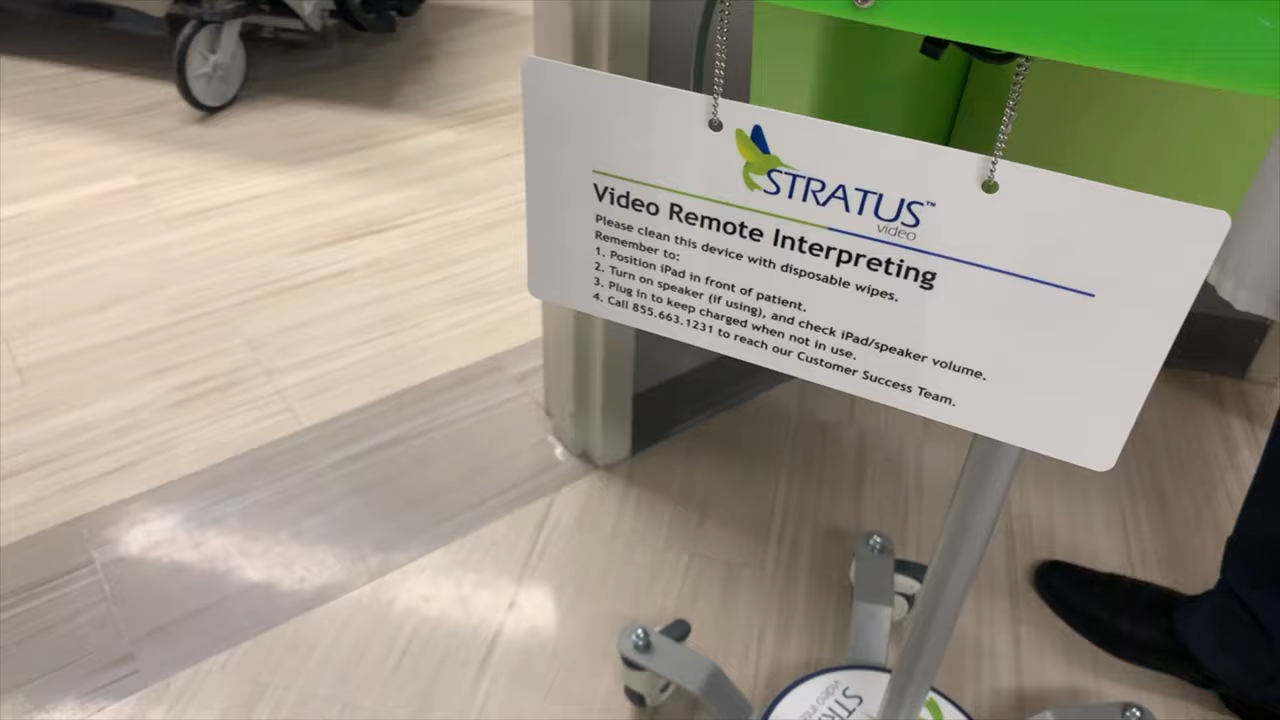 STRATUS™
video
Video Remote Interpreting
Please clean this device with disposable wipes.
Remember to:
1. Position iPad in front of patient.
2. Turn on speaker (if using), and check iPad/speaker volume.
3. Plug in to keep charged when not in use.
4. Call 855.663.1231 to reach our Customer Success Team.
video